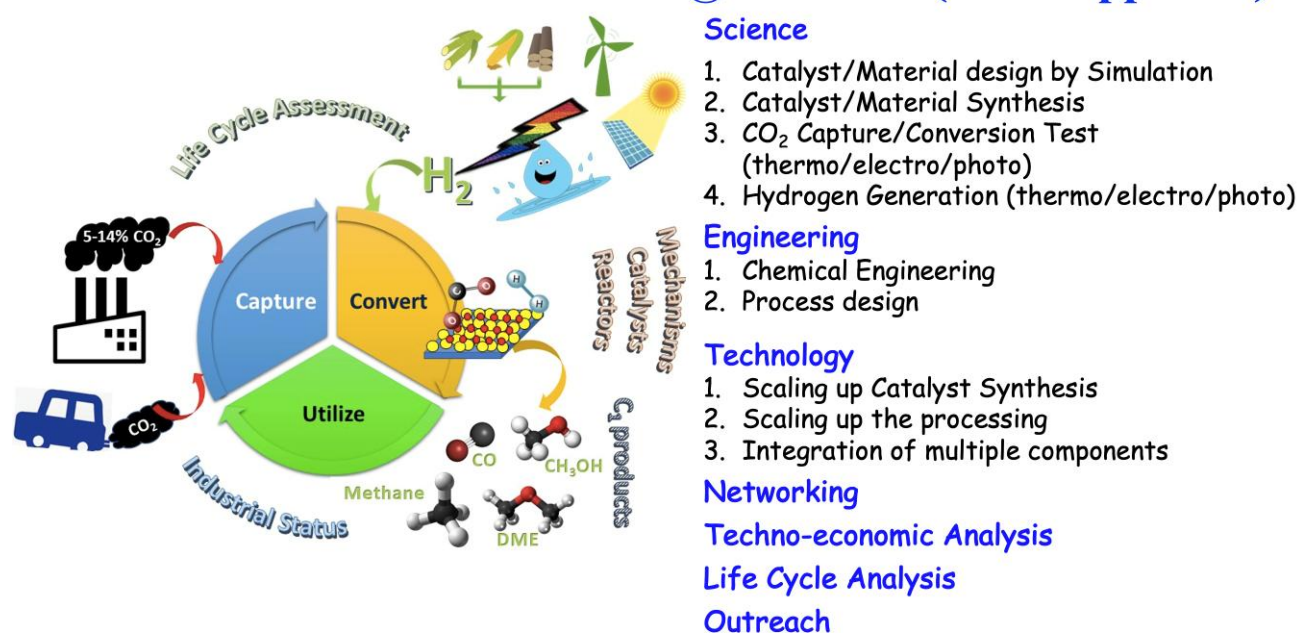 Science
1. Catalyst/Material design by Simulation
2. Catalyst/Material Synthesis
3. CO₂ Capture/Conversion Test
(thermo/electro/photo)
4. Hydrogen Generation (thermo/electro/photo)
Engineering
1. Chemical Engineering
2. Process design
Technology
1. Scaling up Catalyst Synthesis
2. Scaling up the processing
3. Integration of multiple components
Networking
Techno-economic Analysis
Life Cycle Analysis
Outreach
Life Cycle Assessment
H₂
5-14% CO₂
Capture
Convert
Utilize
CO₂
C
O
O
H
H
Mechanisms
Catalysts
Reactors
C₁ products
CO
CH₃OH
Methane
DME
Industrial Status